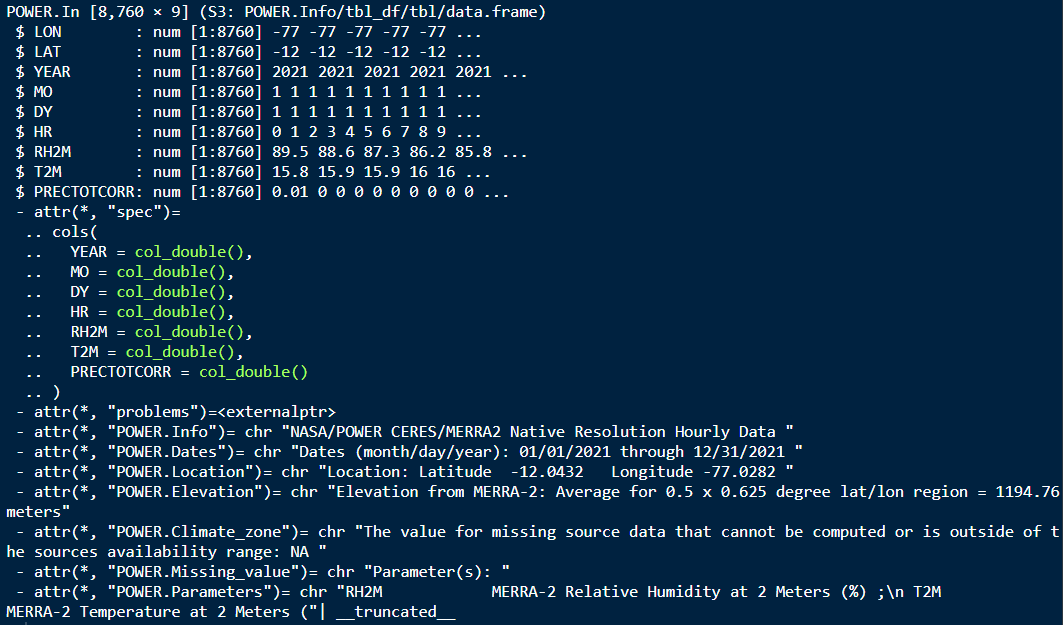 POWER.In [8,760 × 9] (S3: POWER.Info/tbl_df/tbl/data.frame)
 $ LON        : num [1:8760] -77 -77 -77 -77 -77 ...
 $ LAT        : num [1:8760] -12 -12 -12 -12 -12 ...
 $ YEAR       : num [1:8760] 2021 2021 2021 2021 2021 ...
 $ MO         : num [1:8760] 1 1 1 1 1 1 1 1 1 1 ...
 $ DY         : num [1:8760] 1 1 1 1 1 1 1 1 1 1 ...
 $ HR         : num [1:8760] 0 1 2 3 4 5 6 7 8 9 ...
 $ RH2M       : num [1:8760] 89.5 88.6 87.3 86.2 85.8 ...
 $ T2M        : num [1:8760] 15.8 15.9 15.9 16 16 ...
 $ PRECTOTCORR: num [1:8760] 0.01 0 0 0 0 0 0 0 0 0 ...
 - attr(*, "spec")=
  .. cols(
  ..   YEAR = col_double(),
  ..   MO = col_double(),
  ..   DY = col_double(),
  ..   HR = col_double(),
  ..   RH2M = col_double(),
  ..   T2M = col_double(),
  ..   PRECTOTCORR = col_double()
  .. )
 - attr(*, "problems")=<externalptr>
 - attr(*, "POWER.Info")= chr "NASA/POWER CERES/MERRA2 Native Resolution Hourly Data "
 - attr(*, "POWER.Dates")= chr "Dates (month/day/year): 01/01/2021 through 12/31/2021 "
 - attr(*, "POWER.Location")= chr "Location: Latitude  -12.0432   Longitude -77.0282 "
 - attr(*, "POWER.Elevation")= chr "Elevation from MERRA-2: Average for 0.5 x 0.625 degree lat/lon region = 1194.76
meters"
 - attr(*, "POWER.Climate_zone")= chr "The value for missing source data that cannot be computed or is outside of t
he sources availability range: NA "
 - attr(*, "POWER.Missing_value")= chr "Parameter(s): "
 - attr(*, "POWER.Parameters")= chr "RH2M            MERRA-2 Relative Humidity at 2 Meters (%) ;\n T2M
MERRA-2 Temperature at 2 Meters ("| __truncated__